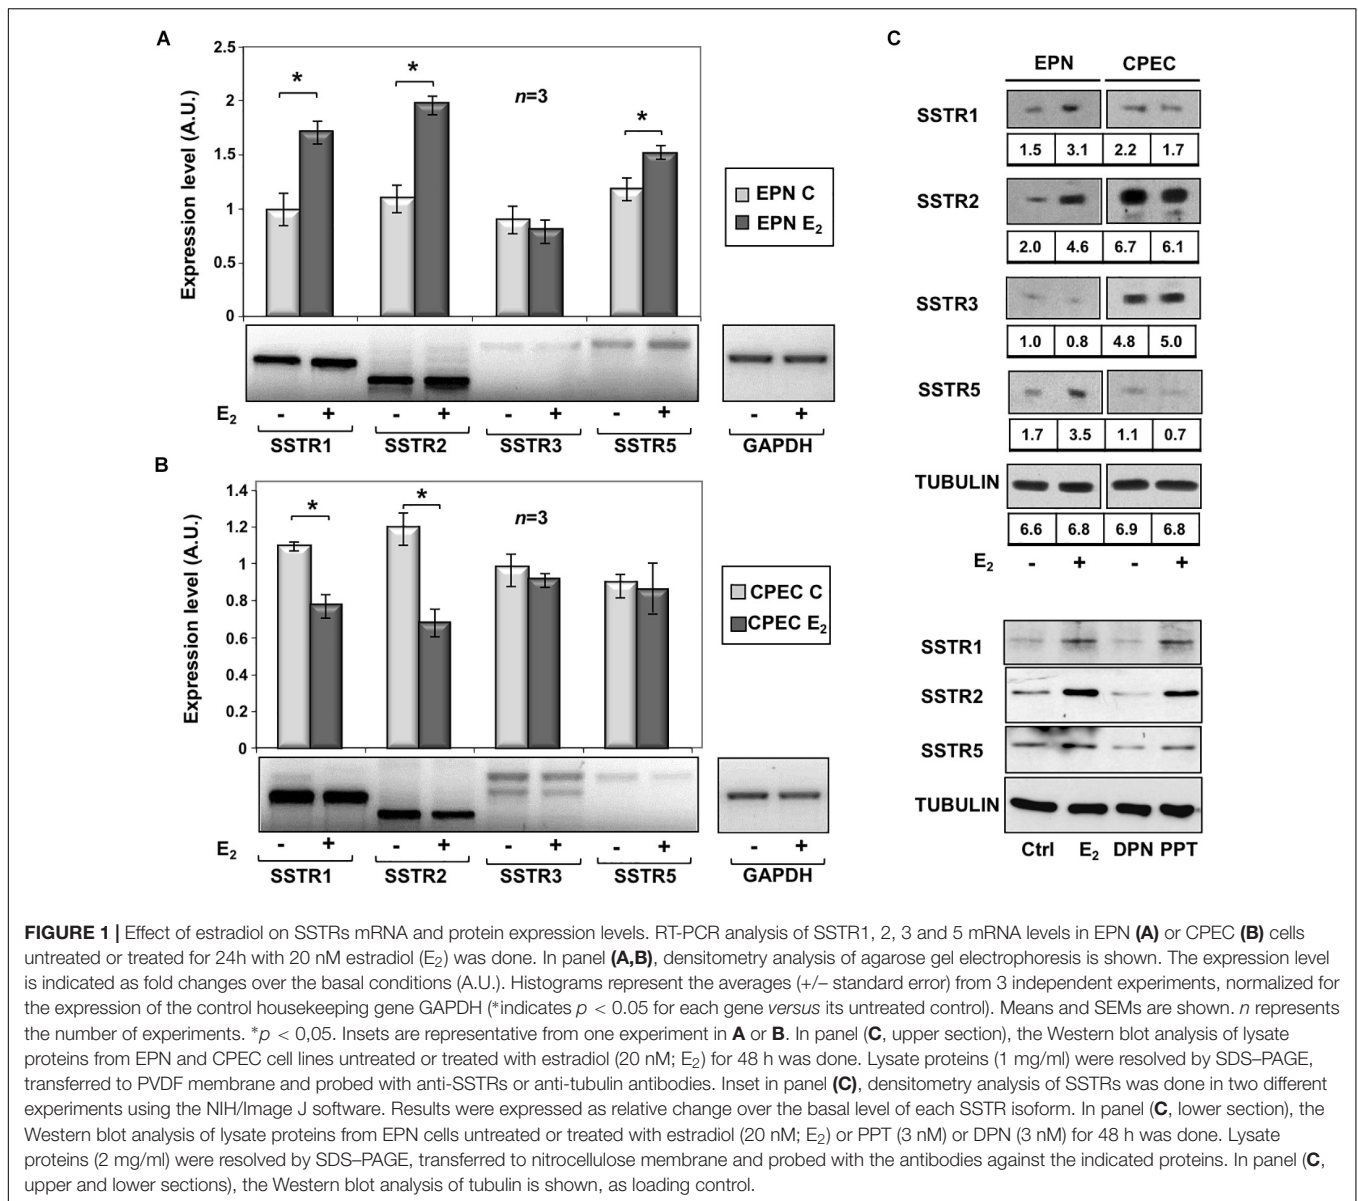 A
2.5
2
1.5
1
0.5
0
Expression level (A.U.)
*
*
*
n=3
EPN C
EPN E2
E2 - + - + - + - + - +
SSTR1 SSTR2 SSTR3 SSTR5 GAPDH
B
1.4
1.2
1
0.8
0.6
0.4
0.2
0
Expression level (A.U.)
*
*
n=3
CPEC C
CPEC E2
E2 - + - + - + - + - +
SSTR1 SSTR2 SSTR3 SSTR5 GAPDH
C
EPN CPEC
SSTR1
1.5 3.1 2.2 1.7
SSTR2
2.0 4.6 6.7 6.1
SSTR3
1.0 0.8 4.8 5.0
SSTR5
1.7 3.5 1.1 0.7
TUBULIN
6.6 6.8 6.9 6.8
E2 - + - +
SSTR1
SSTR2
SSTR5
TUBULIN
Ctrl E2 DPN PPT
FIGURE 1 | Effect of estradiol on SSTRs mRNA and protein expression levels. RT-PCR analysis of SSTR1, 2, 3 and 5 mRNA levels in EPN (A) or CPEC (B) cells
untreated or treated for 24h with 20 nM estradiol (E2) was done. In panel (A,B), densitometry analysis of agarose gel electrophoresis is shown. The expression level
is indicated as fold changes over the basal conditions (A.U.). Histograms represent the averages (+/− standard error) from 3 independent experiments, normalized for
the expression of the control housekeeping gene GAPDH (*indicates p < 0.05 for each gene versus its untreated control). Means and SEMs are shown. n represents
the number of experiments. *p < 0,05. Insets are representative from one experiment in A or B. In panel (C, upper section), the Western blot analysis of lysate
proteins from EPN and CPEC cell lines untreated or treated with estradiol (20 nM; E2) for 48 h was done. Lysate proteins (1 mg/ml) were resolved by SDS–PAGE,
transferred to PVDF membrane and probed with anti-SSTRs or anti-tubulin antibodies. Inset in panel (C), densitometry analysis of SSTRs was done in two different
experiments using the NIH/Image J software. Results were expressed as relative change over the basal level of each SSTR isoform. In panel (C, lower section), the
Western blot analysis of lysate proteins from EPN cells untreated or treated with estradiol (20 nM; E2) or PPT (3 nM) or DPN (3 nM) for 48 h was done. Lysate
proteins (2 mg/ml) were resolved by SDS–PAGE, transferred to nitrocellulose membrane and probed with the antibodies against the indicated proteins. In panel (C,
upper and lower sections), the Western blot analysis of tubulin is shown, as loading control.